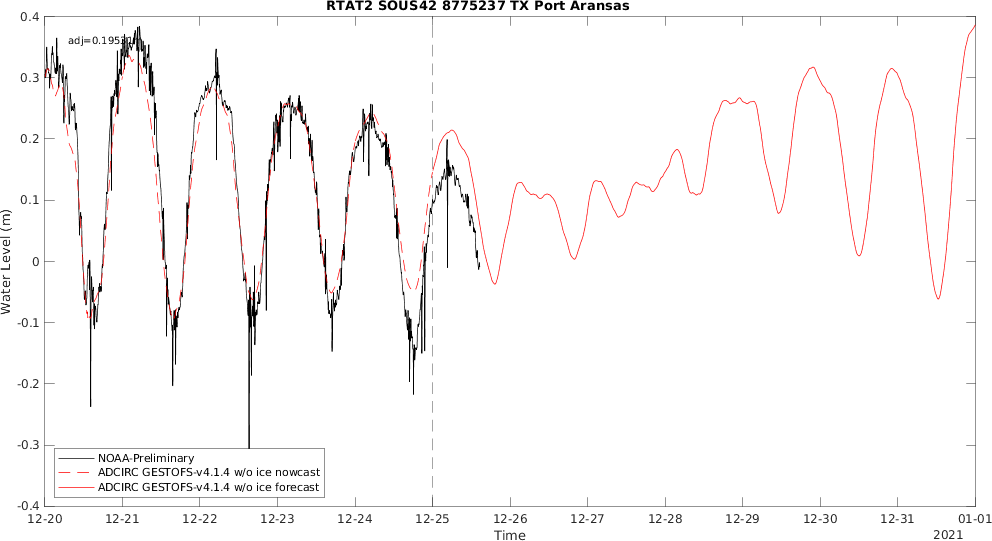 RTAT2 SOUS42 8775237 TX Port Aransas
0.4
0.3
0.2
0.1
0
-0.1
-0.2
-0.3
-0.4
Water Level (m)
NOAA-Preliminary
ADCIRC GESTOFS-v4.1.4 w/o ice nowcast
ADCIRC GESTOFS-v4.1.4 w/o ice forecast
12-20 12-21 12-22 12-23 12-24 12-25 12-26 12-27 12-28 12-29 12-30 12-31 01-01
Time
2021